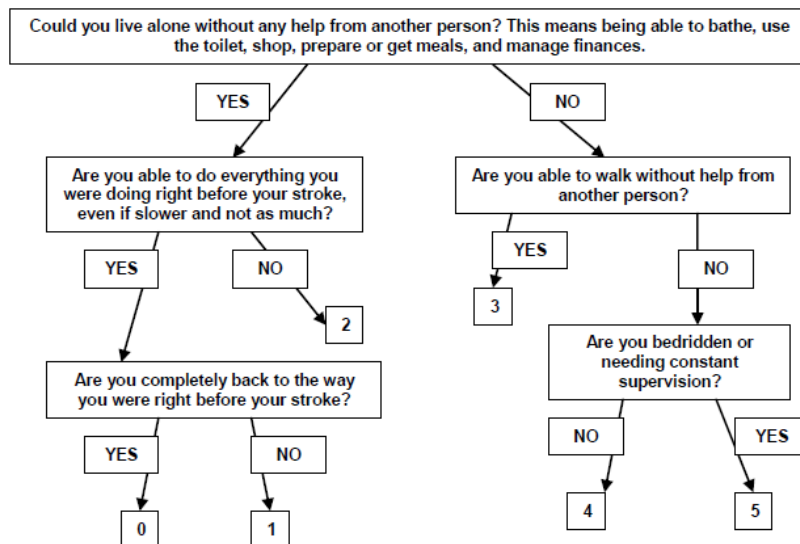 Could you live alone without any help from another person? This means being able to bathe, use
the toilet, shop, prepare or get meals, and manage finances.
YES
NO
Are you able to do everything you
were doing right before your stroke,
even if slower and not as much?
Are you able to walk without help from
another person?
YES
NO
YES
NO
2
3
Are you bedridden or
needing constant
supervision?
Are you completely back to the way
you were right before your stroke?
YES
NO
NO
YES
0
1
4
5